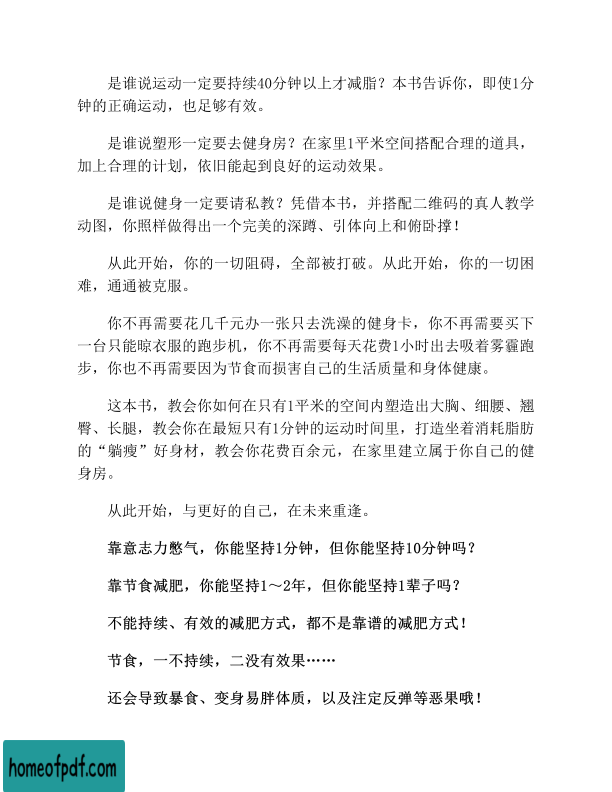 是谁说运动一定要持续40分钟以上才减脂？本书告诉你，即使1分
钟的正确运动，也足够有效。
是谁说塑形一定要去健身房？在家里1平米空间搭配合理的道具，
加上合理的计划，依旧能起到良好的运动效果。
是谁说健身一定要请私教？凭借本书，并搭配二维码的真人教学
动图，你照样做得出一个完美的深蹲、引体向上和俯卧撑！
从此开始，你的一切阻碍，全部被打破。从此开始，你的一切困
难，通通被克服。
你不再需要花几千元办一张只去洗澡的健身卡，你不再需要买下
一台只能晾衣服的跑步机，你不再需要每天花费1小时出去吸着雾霾跑
步，你也不再需要因为节食而损害自己的生活质量和身体健康。
这本书，教会你如何在只有1平米的空间内塑造出大胸、细腰、翘
臀、长腿，教会你在最短只有1分钟的运动时间里，打造坐着消耗脂肪
的“躺瘦”好身材，教会你花费百余元，在家里建立属于你自己的健
身房。
从此开始，与更好的自己，在未来重逢。
靠意志力憋气，你能坚持1分钟，但你能坚持10分钟吗？
靠节食减肥，你能坚持1～2年，但你能坚持1辈子吗？
不能持续、有效的减肥方式，都不是靠谱的减肥方式！
节食，一不持续，二没有效果……
还会导致暴食、变身易胖体质，以及注定反弹等恶果哦！
homeofpdf.com